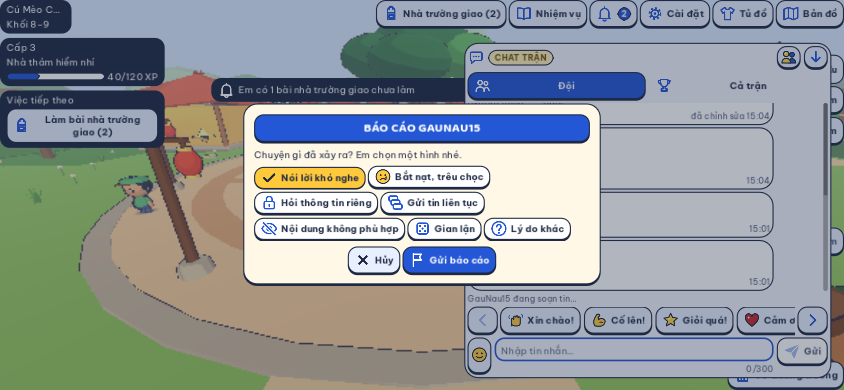 Cú Mèo C...
Khối 8–9
Nhà trường giao (2)
Nhiệm vụ
2
Cài đặt
Tủ đồ
Bản đồ
Cấp 3
Nhà thám hiểm nhí
40/120 XP
Việc tiếp theo
Làm bài nhà trường
giao (2)
Em có 1 bài nhà trường giao chưa làm
CHAT TRẬN
Đội
Cả trận
đã chỉnh sửa 15:04
15:04
15:01
15:01
BÁO CÁO GAUNAU15
Chuyện gì đã xảy ra? Em chọn một hình nhé.
Nói lời khó nghe
Bắt nạt, trêu chọc
Hỏi thông tin riêng
Gửi tin liên tục
Nội dung không phù hợp
Gian lận
Lý do khác
Hủy
Gửi báo cáo
GauNau15 đang soạn tin...
Xin chào!
Cố lên!
Giỏi quá!
Cảm ơ
Nhập tin nhắn...
Gửi
0/300